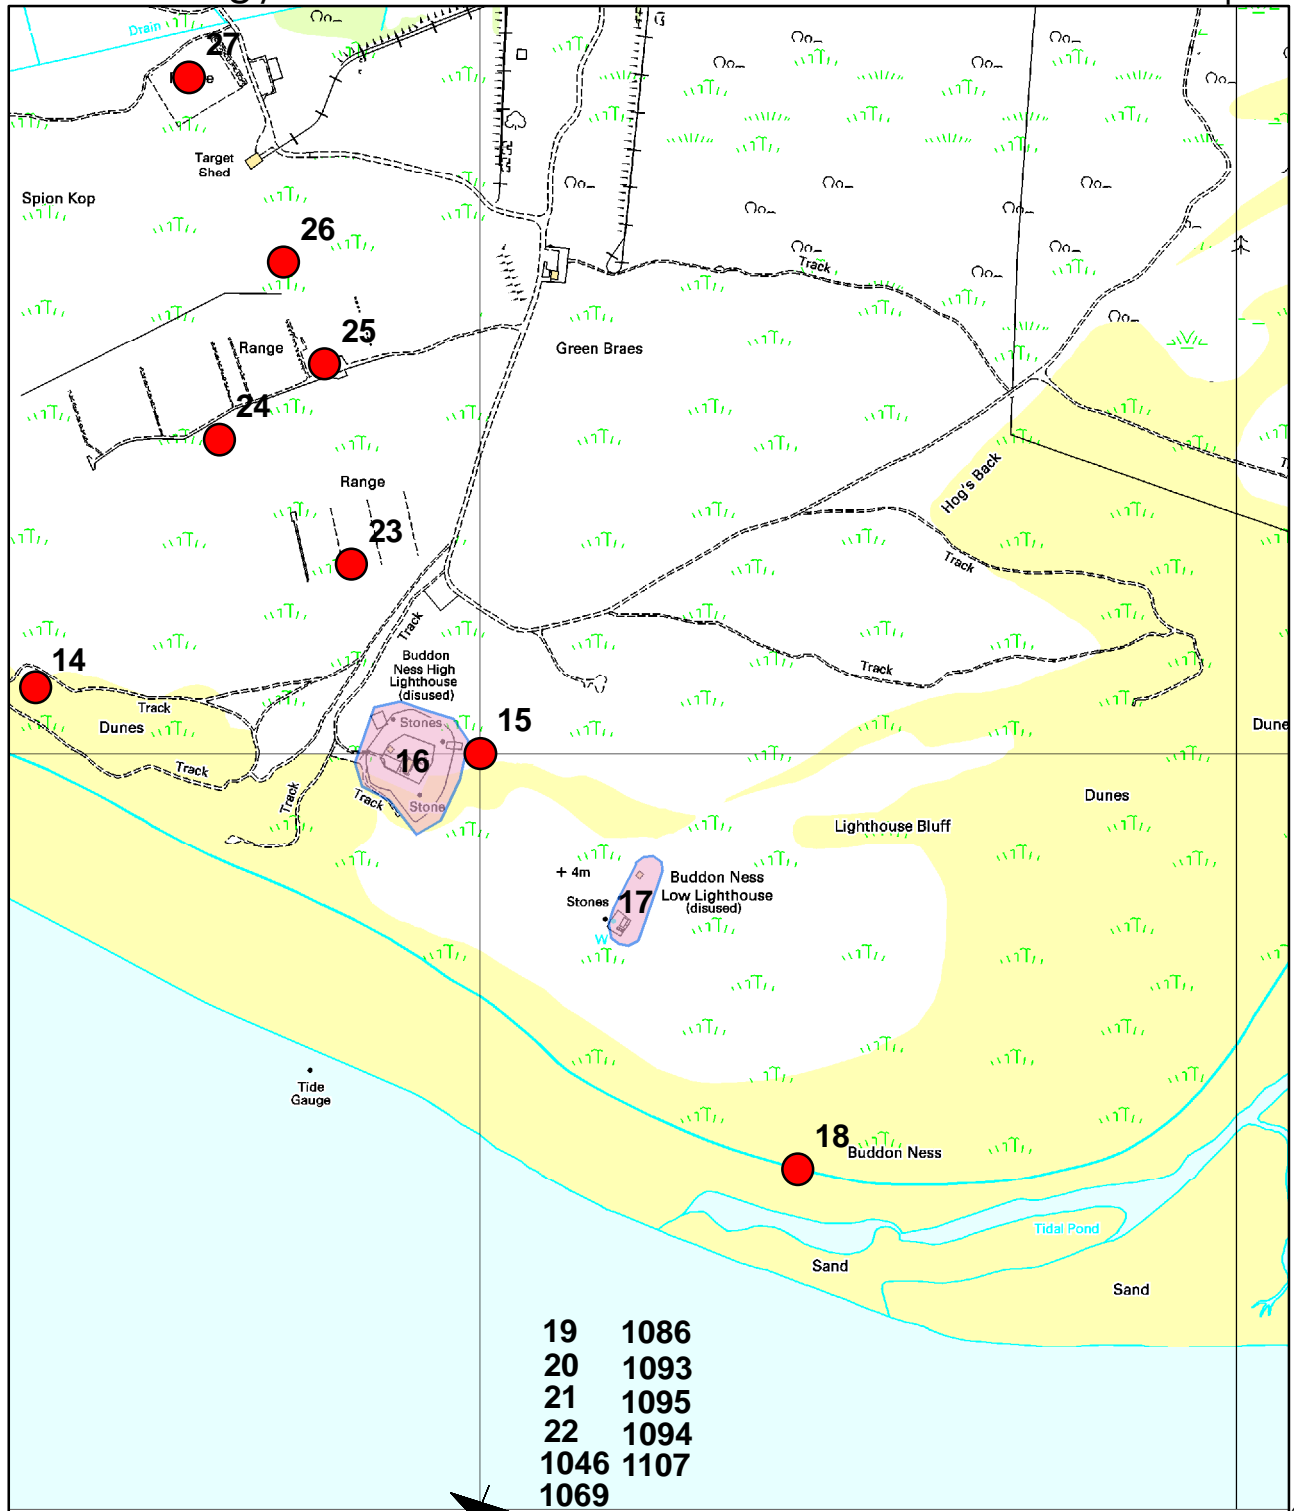 Drain
27
Target
Shed
Spion Kop
26
Track
25
Range
Green Braes
24
Hog's Back
Range
23
Track
Track
14
Buddon
Ness High
Lighthouse
(disused)
Track
Track
Dunes
Stones
15
Dune
16
Track
Track
Track
Stone
Dunes
Lighthouse Bluff
+ 4m
Buddon Ness
Low Lighthouse
(disused)
Stones
17
W
Tide
Gauge
18
Buddon Ness
Tidal Pond
Sand
Sand
19 1086
20 1093
21 1095
22 1094
1046 1107
1069